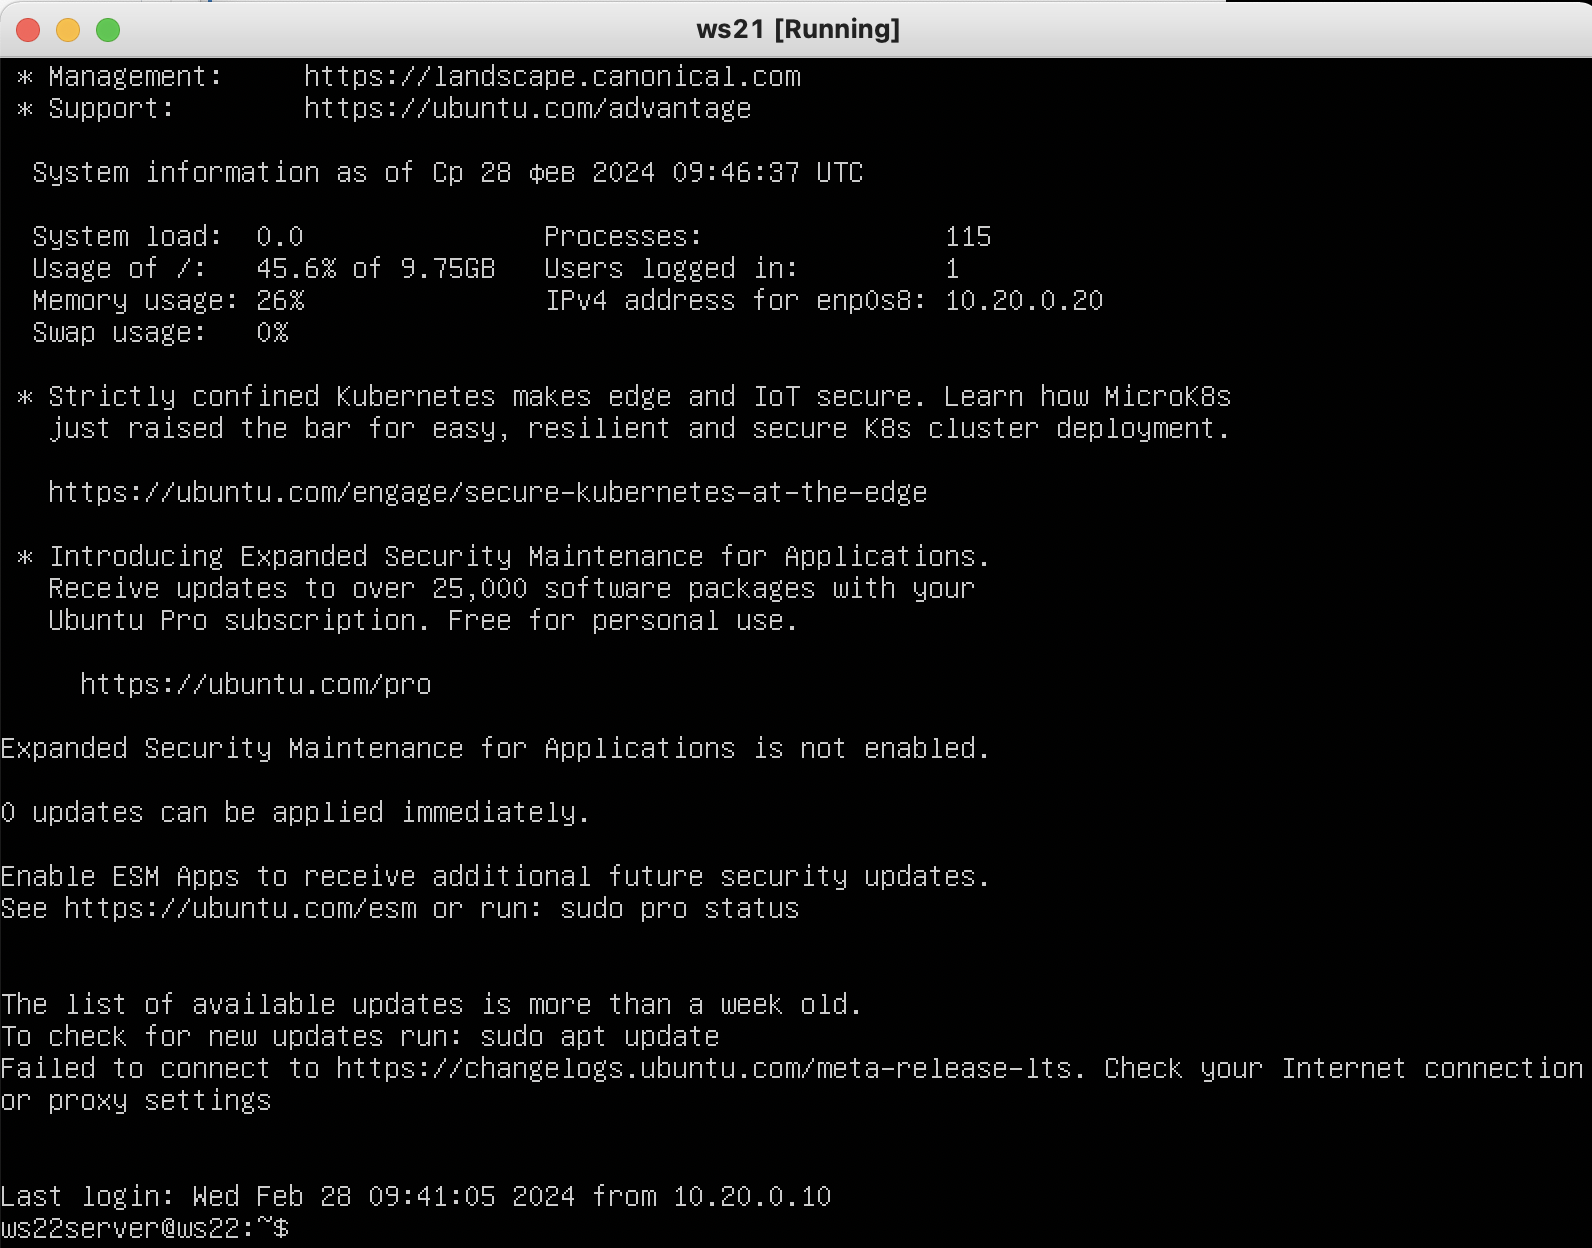 ws21 [Running]
* Management:     https://landscape.canonical.com
* Support:        https://ubuntu.com/advantage
System information as of Ср 28 фев 2024 09:46:37 UTC
System load:  0.0               Processes:               115
Usage of /:   45.6% of 9.75GB   Users logged in:         1
Memory usage: 26%               IPv4 address for enp0s8: 10.20.0.20
Swap usage:   0%
* Strictly confined Kubernetes makes edge and IoT secure. Learn how MicroK8s
just raised the bar for easy, resilient and secure K8s cluster deployment.
https://ubuntu.com/engage/secure-kubernetes-at-the-edge
* Introducing Expanded Security Maintenance for Applications.
Receive updates to over 25,000 software packages with your
Ubuntu Pro subscription. Free for personal use.
https://ubuntu.com/pro
Expanded Security Maintenance for Applications is not enabled.
0 updates can be applied immediately.
Enable ESM Apps to receive additional future security updates.
See https://ubuntu.com/esm or run: sudo pro status
The list of available updates is more than a week old.
To check for new updates run: sudo apt update
Failed to connect to https://changelogs.ubuntu.com/meta-release-lts. Check your Internet connection
or proxy settings
Last login: Wed Feb 28 09:41:05 2024 from 10.20.0.10
ws22server@ws22:~$